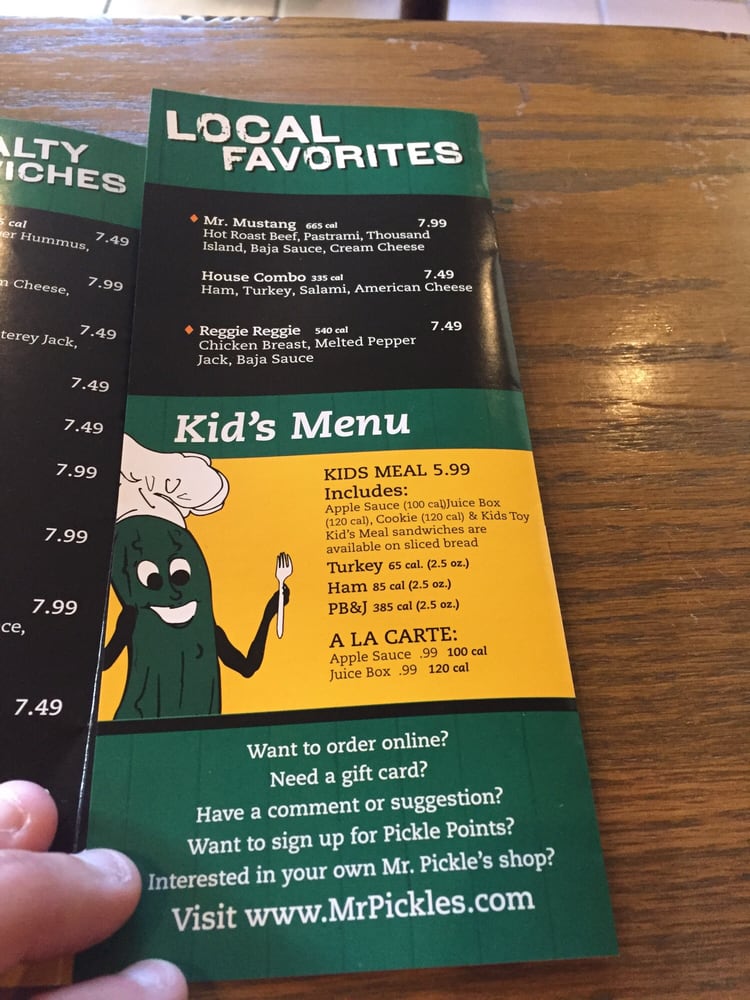 ALTY
ICHES
5 cal
er Hummus, 7.49
m Cheese, 7.99
terey Jack, 7.49
7.49
7.49
7.99
7.99
7.99
ce,
7.49
LOCAL
FAVORITES
Mr. Mustang 665 cal 7.99
Hot Roast Beef, Pastrami, Thousand
Island, Baja Sauce, Cream Cheese
House Combo 335 cal 7.49
Ham, Turkey, Salami, American Cheese
Reggie Reggie 540 cal 7.49
Chicken Breast, Melted Pepper
Jack, Baja Sauce
Kid's Menu
KIDS MEAL 5.99
Includes:
Apple Sauce (100 cal)Juice Box
(120 cal), Cookie (120 cal) & Kids Toy
Kid's Meal sandwiches are
available on sliced bread
Turkey 65 cal. (2.5 oz.)
Ham 85 cal (2.5 oz.)
PB&J 385 cal (2.5 oz.)
A LA CARTE:
Apple Sauce .99 100 cal
Juice Box .99 120 cal
Want to order online?
Need a gift card?
Have a comment or suggestion?
Want to sign up for Pickle Points?
Interested in your own Mr. Pickle's shop?
Visit www.MrPickles.com